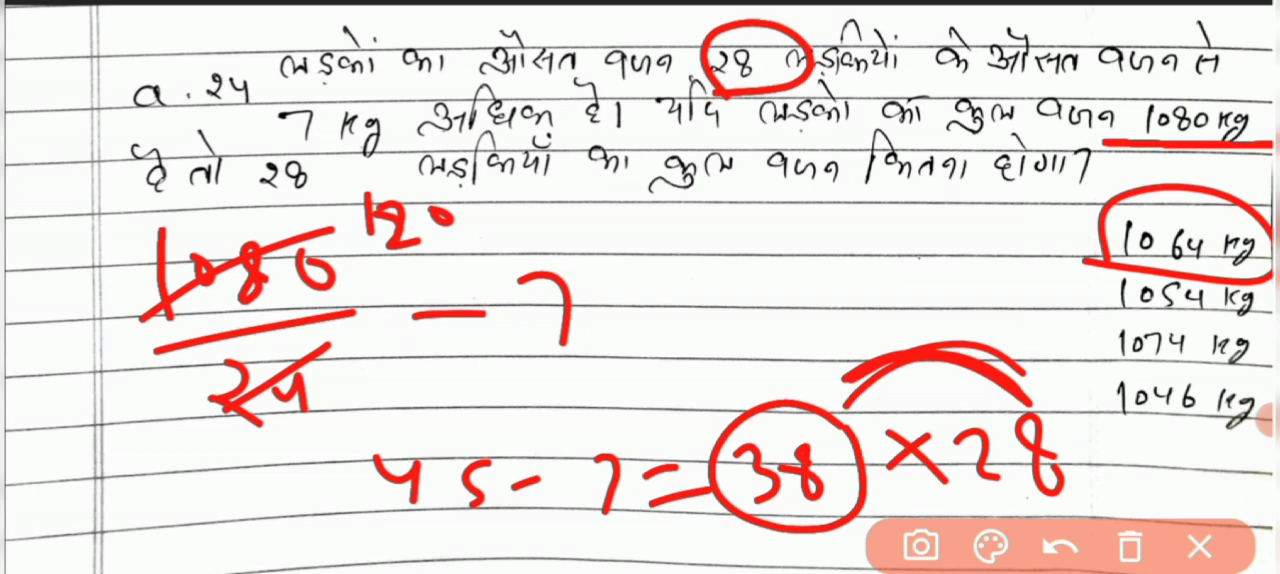 a. 24 लड़कों का औसत वजन 28 लड़कियों के औसत वजन से
7 kg अधिक है। यदि लड़कों का कुल वजन 1080 kg
है तो 28 लड़कियों का कुल वजन कितना होगा?
1064 kg
1054 kg
1074 kg
1046 kg
1080 120
24 - 7
45 - 7 = 38 × 28